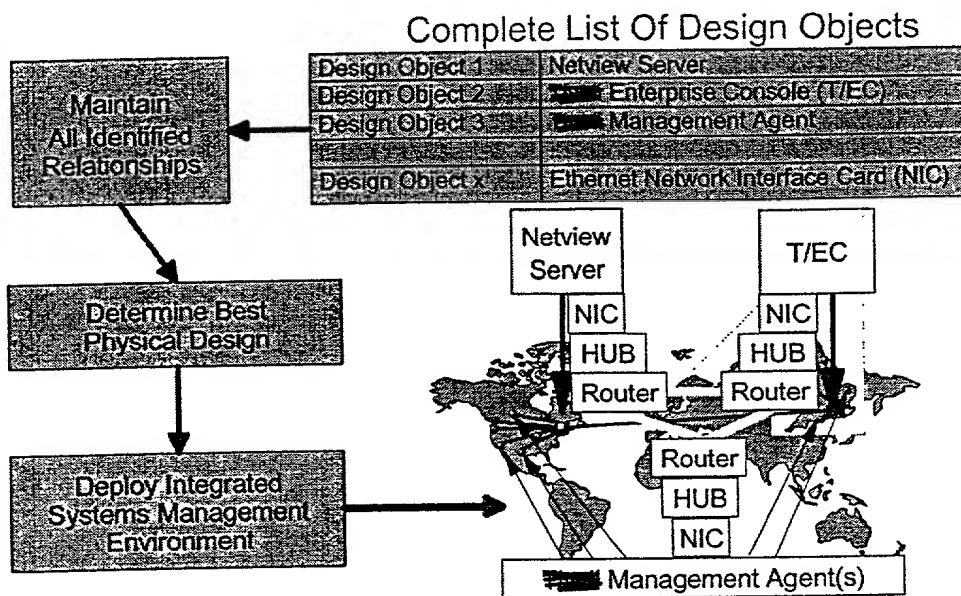 Complete List Of Design Objects
Design Object 1 Netview Server
Design Object 2 Enterprise Console (T/EC)
Design Object 3 Management Agent
Design Object x Ethernet Network Interface Card (NIC)
Maintain
All Identified
Relationships
Determine Best
Physical Design
Deploy Integrated
Systems Management
Environment
Netview
Server
NIC
HUB
Router
T/EC
NIC
HUB
Router
Router
HUB
NIC
Management Agent(s)